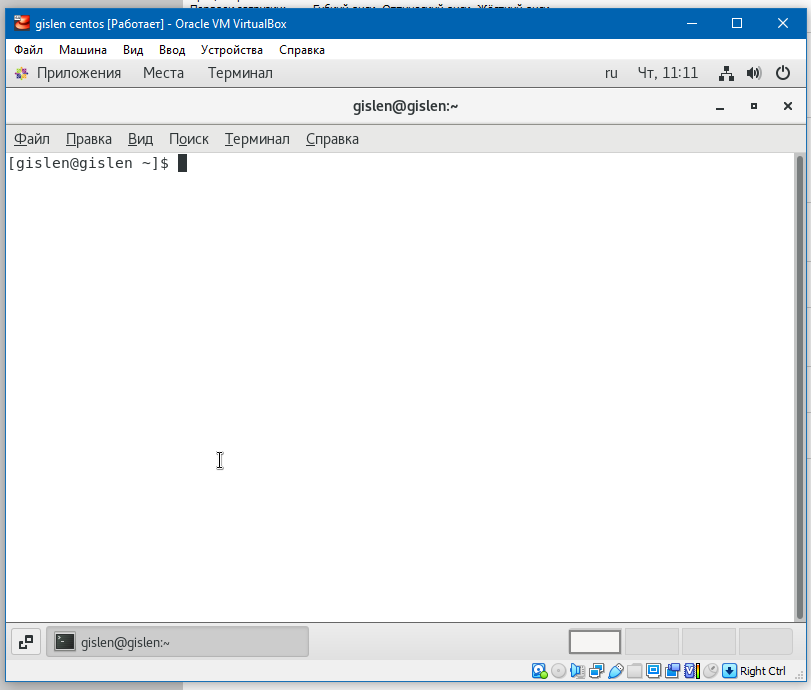 gislen centos [Работает] - Oracle VM VirtualBox
Файл Машина Вид Ввод Устройства Справка
Приложения Места Терминал ru Чт, 11:11
gislen@gislen:~
Файл Правка Вид Поиск Терминал Справка
[gislen@gislen ~]$
gislen@gislen:~
Right Ctrl